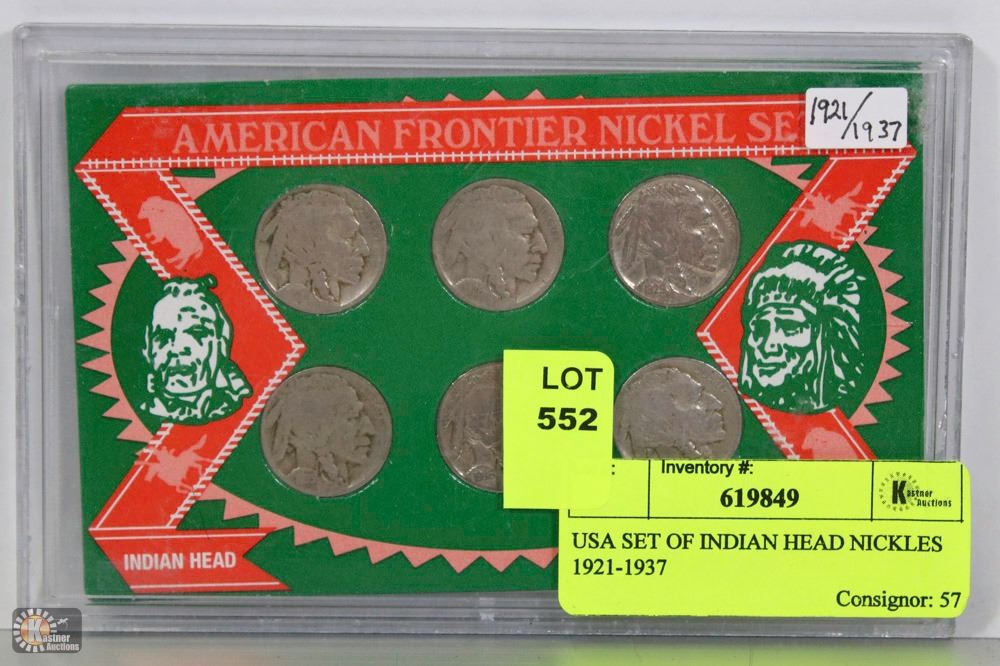 AMERICAN FRONTIER NICKEL SE
1921/1937
LOT
552
Inventory #:
619849
Kastner
Auctions
USA SET OF INDIAN HEAD NICKLES
1921-1937
Consignor: 57
INDIAN HEAD
Kastner
Auctions